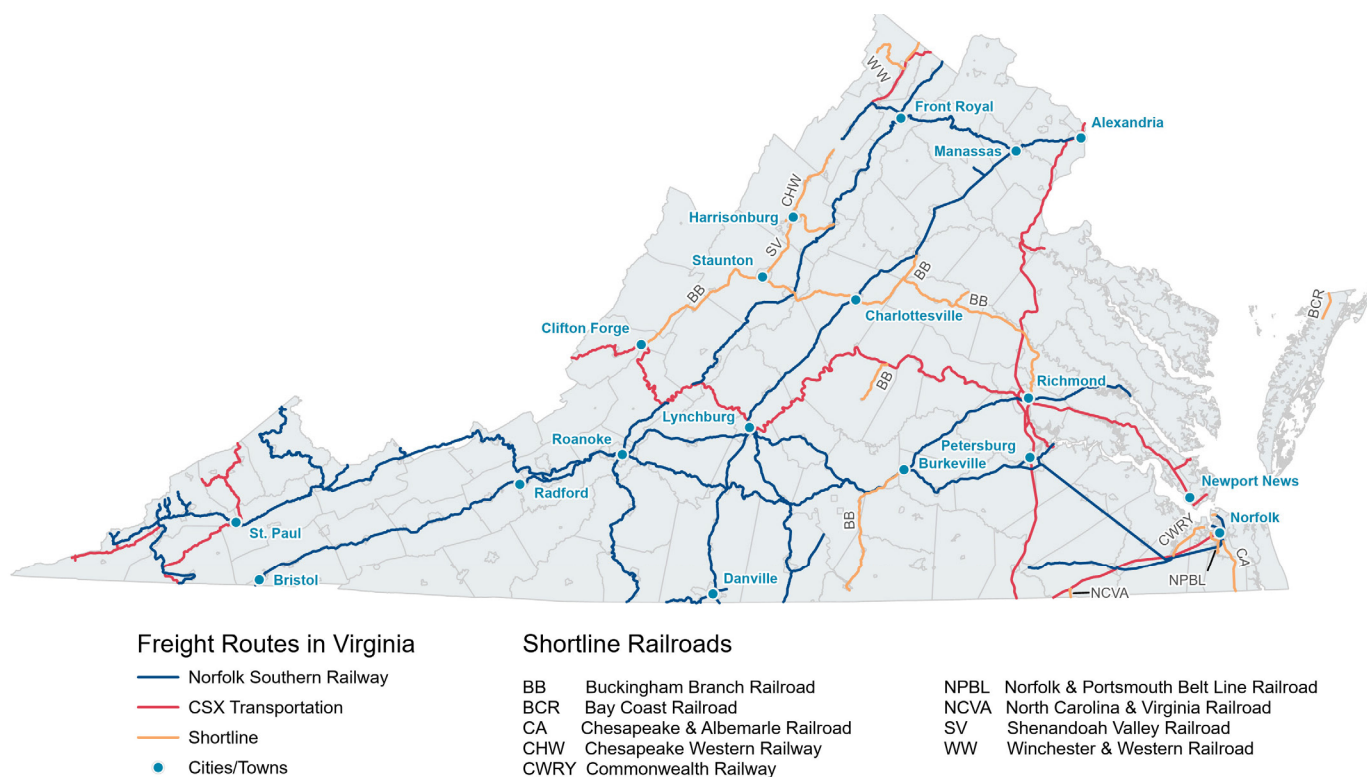 WW
Front Royal
Alexandria
Manassas
CHW
Harrisonburg
SV
Staunton
BB
BB
BB
BCR
Charlottesville
Clifton Forge
BB
Richmond
Lynchburg
Roanoke
Petersburg
Burkeville
Radford
Newport News
BB
CWRY
Norfolk
St. Paul
CA
Bristol
Danville
NPBL
NCVA
Freight Routes in Virginia
Norfolk Southern Railway
CSX Transportation
Shortline
Cities/Towns
Shortline Railroads
BB Buckingham Branch Railroad
BCR Bay Coast Railroad
CA Chesapeake & Albemarle Railroad
CHW Chesapeake Western Railway
CWRY Commonwealth Railway
NPBL Norfolk & Portsmouth Belt Line Railroad
NCVA North Carolina & Virginia Railroad
SV Shenandoah Valley Railroad
WW Winchester & Western Railroad